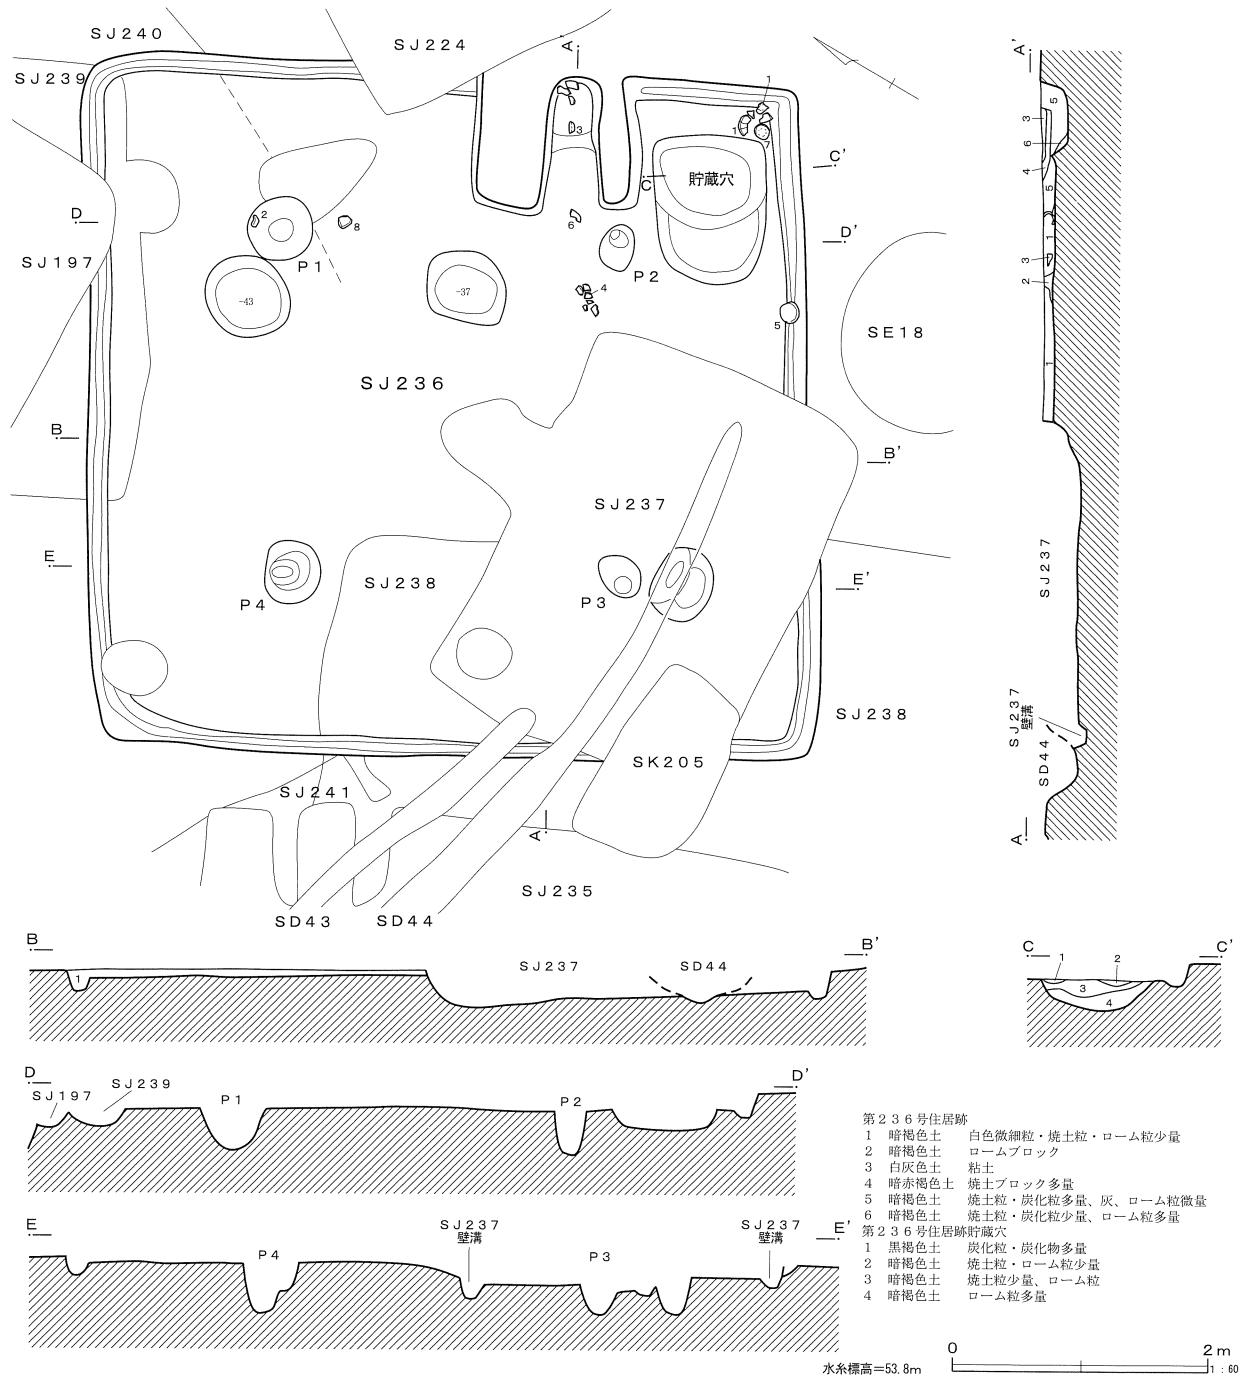 SJ240
SJ224
SJ239
A'
1
3
1
7
C'
C
貯蔵穴
D
2
8
6
D'
SJ197
P1
P2
-43
-37
4
5
SE18
SJ236
B
B'
SJ237
E
SJ238
E'
P4
P3
SJ238
SK205
SJ241
A
SJ235
SD43
SD44
A'
5
3
6
4
5
1
3
2
1
SJ237
SJ237
壁溝
SD44
A
B
B'
SJ237
SD44
1
C
C'
1
2
3
4
D
D'
SJ197
SJ239
P1
P2
E
E'
SJ237
壁溝
SJ237
壁溝
P4
P3
第236号住居跡
1 暗褐色土 白色微細粒・焼土粒・ローム粒少量
2 暗褐色土 ロームブロック
3 白灰色土 粘土
4 暗赤褐色土 焼土ブロック多量
5 暗褐色土 焼土粒・炭化粒多量、灰、ローム粒微量
6 暗褐色土 焼土粒・炭化粒少量、ローム粒多量
第236号住居跡貯蔵穴
1 黒褐色土 炭化粒・炭化物多量
2 暗褐色土 焼土粒・ローム粒少量
3 暗褐色土 焼土粒少量、ローム粒
4 暗褐色土 ローム粒多量
0 2m
水糸標高＝53.8m
1:60